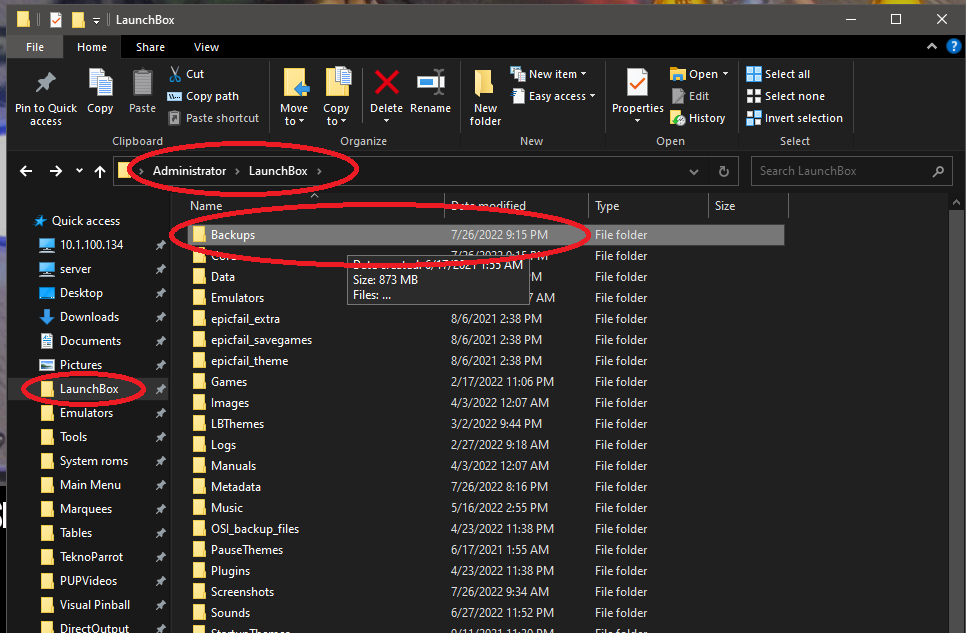 LaunchBox
File Home Share View
Pin to Quick access
Copy
Paste
Cut
Copy path
Paste shortcut
Clipboard
Move to
Copy to
Delete
Rename
Organize
New folder
New item
Easy access
New
Properties
Open
Edit
History
Open
Select all
Select none
Invert selection
Select
Administrator > LaunchBox >
Search LaunchBox
Quick access
10.1.100.134
server
Desktop
Downloads
Documents
Pictures
LaunchBox
Emulators
Tools
System roms
Main Menu
Marquees
Tables
TeknoParrot
PUPVideos
Visual Pinball
DirectOutput
Name Date modified Type Size
Backups 7/26/2022 9:15 PM File folder
Core 7/26/2022 9:15 PM File folder
Data File folder
Emulators File folder
Date created: 6/17/2021 1:55 AM
Size: 873 MB
Files: ...
epicfail_extra 8/6/2021 2:38 PM File folder
epicfail_savegames 8/6/2021 2:38 PM File folder
epicfail_theme 8/6/2021 2:38 PM File folder
Games 2/17/2022 11:06 PM File folder
Images 4/3/2022 12:07 AM File folder
LBThemes 3/2/2022 9:44 PM File folder
Logs 2/27/2022 9:18 AM File folder
Manuals 4/3/2022 12:07 AM File folder
Metadata 7/26/2022 8:16 PM File folder
Music 5/16/2022 2:55 PM File folder
OSI_backup_files 4/23/2022 11:38 PM File folder
PauseThemes 6/17/2021 1:55 AM File folder
Plugins 4/23/2022 11:38 PM File folder
Screenshots 7/26/2022 9:34 AM File folder
Sounds 6/27/2022 11:52 PM File folder
StartupThemes 9/11/2021 11:30 PM File folder